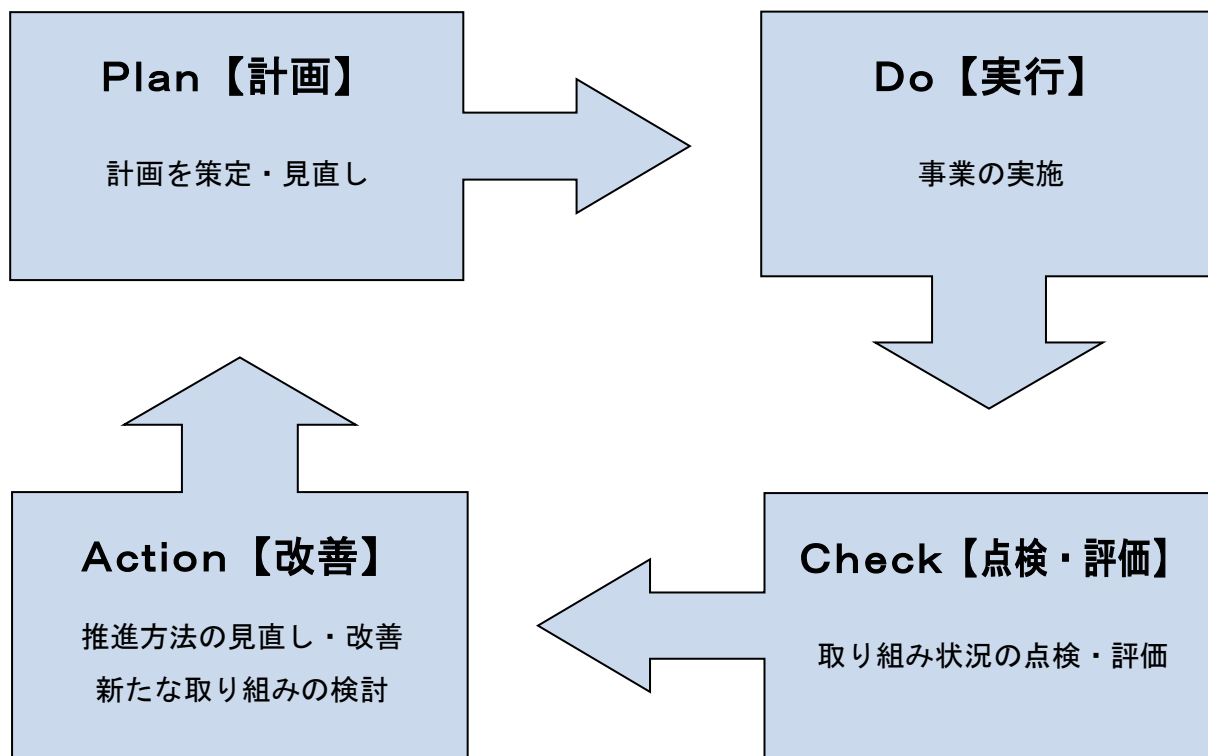 Plan【計画】
計画を策定・見直し
Do【実行】
事業の実施
Check【点検・評価】
取り組み状況の点検・評価
Action【改善】
推進方法の見直し・改善
新たな取り組みの検討